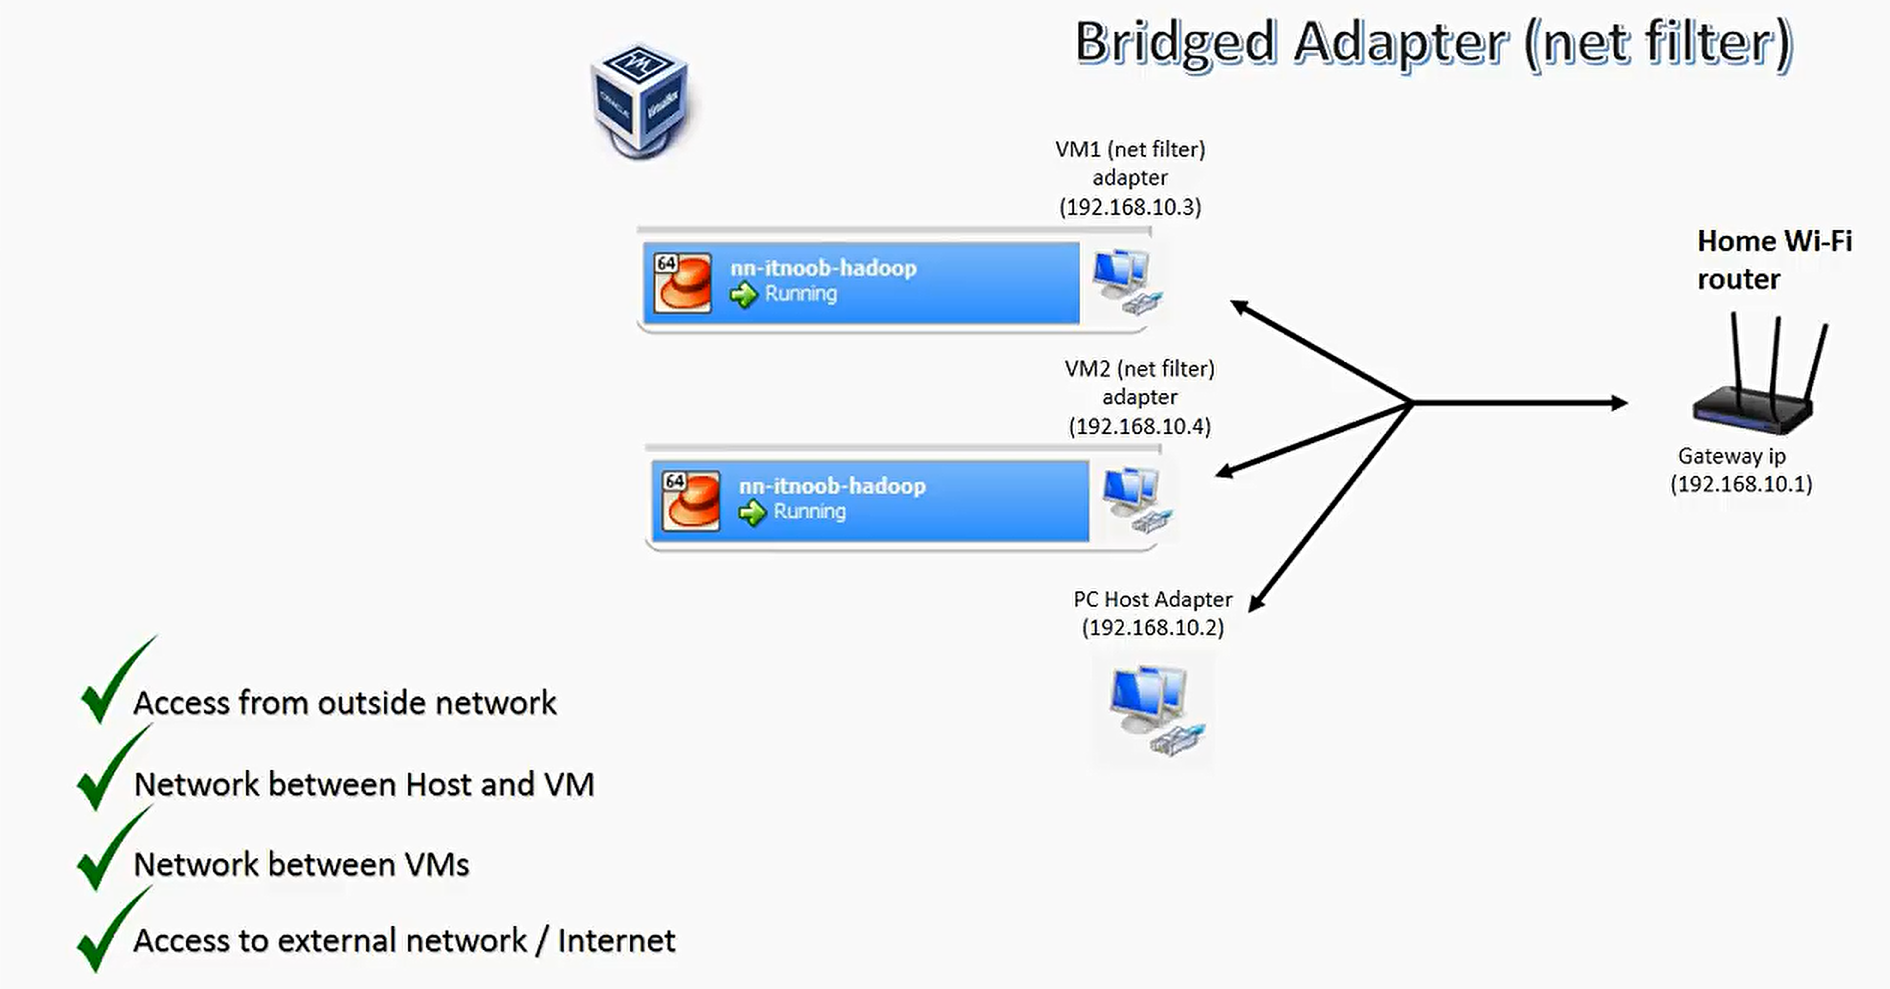 Bridged Adapter (net filter)
ORACLE
VirtualBox
VM1 (net filter)
adapter
(192.168.10.3)
64
nn-itnoob-hadoop
Running
Home Wi-Fi
router
VM2 (net filter)
adapter
(192.168.10.4)
64
nn-itnoob-hadoop
Running
Gateway ip
(192.168.10.1)
PC Host Adapter
(192.168.10.2)
Access from outside network
Network between Host and VM
Network between VMs
Access to external network / Internet